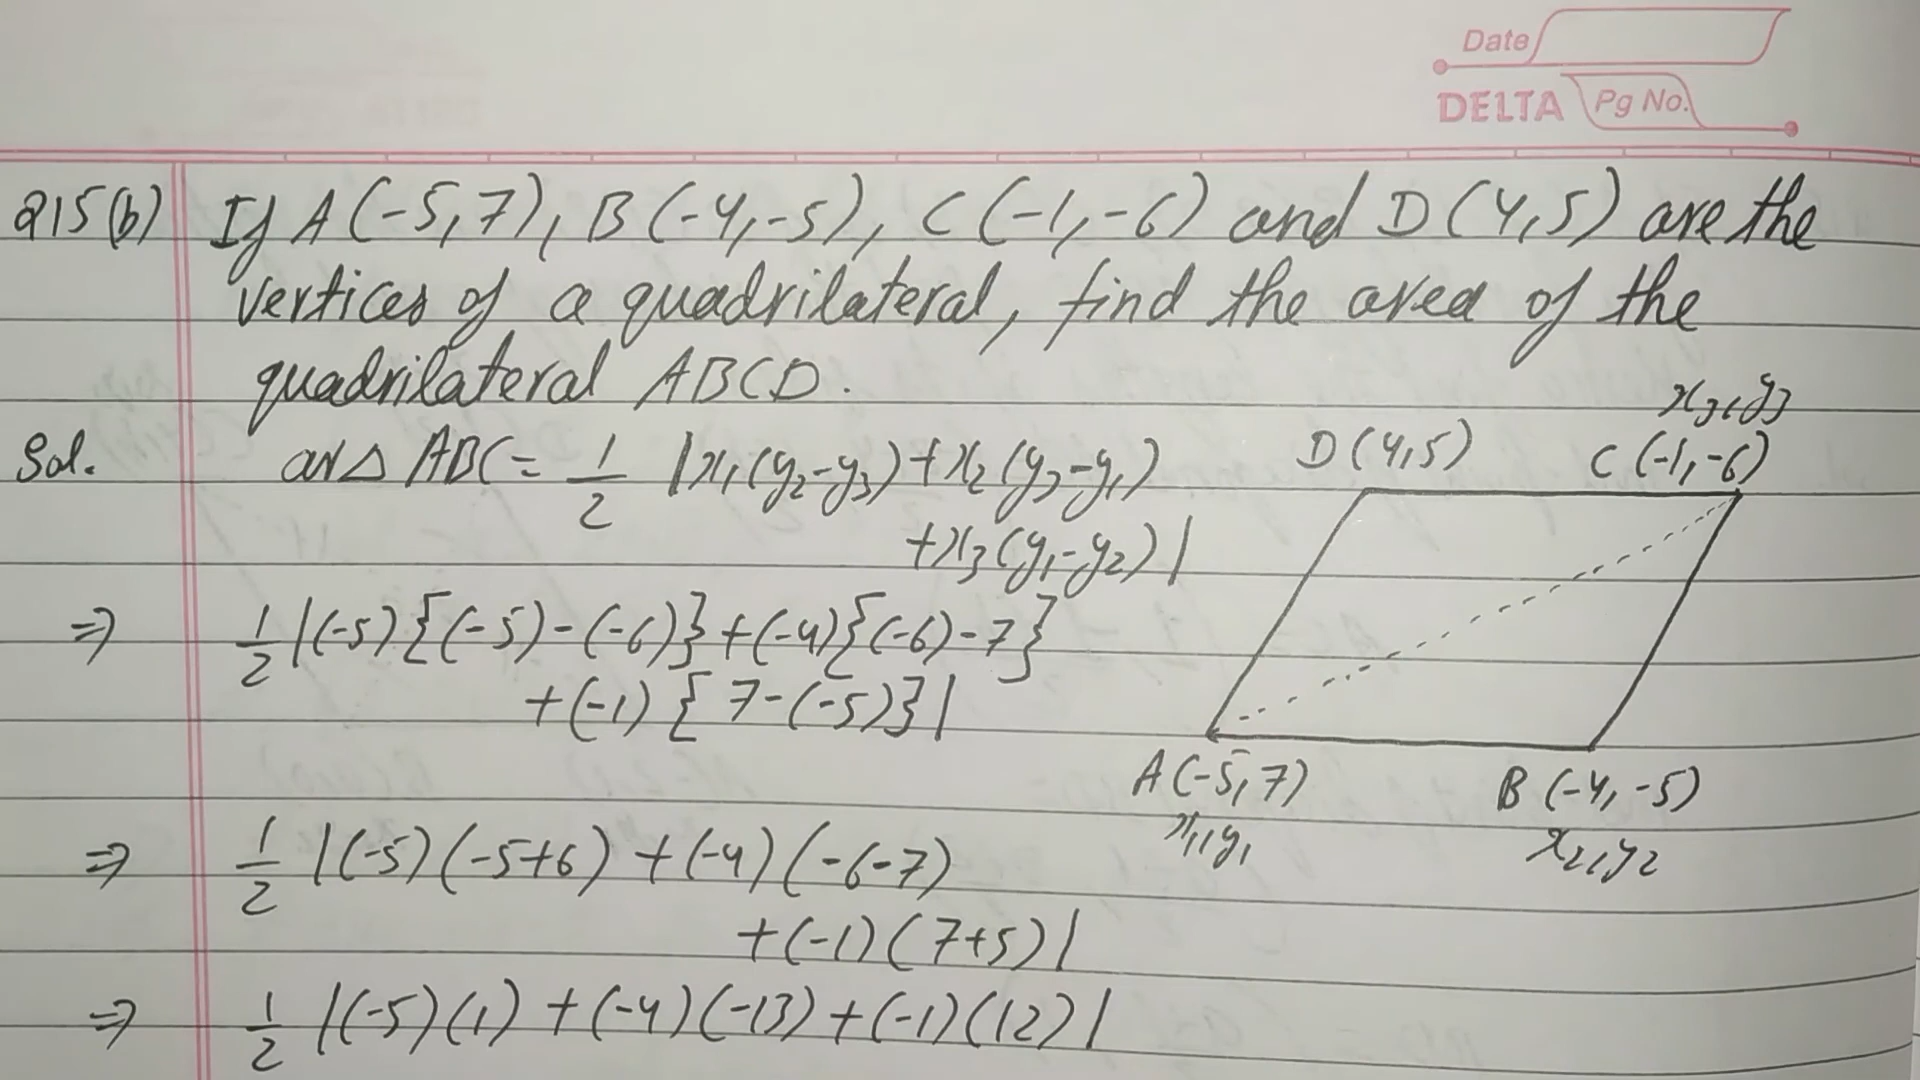 Date
DELTA Pg No.
Q15(b) If A(-5,7), B(-4,-5), C(-1,-6) and D(4,5) are the
vertices of a quadrilateral, find the area of the
quadrilateral ABCD.
Sol. ar△ ABC = 1/2 |x₁(y₂-y₃)+x₂(y₃-y₁)
+x₃(y₁-y₂)|
⇒ 1/2 |(-5){(-5)-(-6)}+(-4){(-6)-7}
+(-1){7-(-5)}|
⇒ 1/2 |(-5)(-5+6)+(-4)(-6-7)
+(-1)(7+5)|
⇒ 1/2 |(-5)(1)+(-4)(-13)+(-1)(12)|
x₃,y₃
D(4,5) C(-1,-6)
A(-5,7) B(-4,-5)
x₁,y₁ x₂,y₂